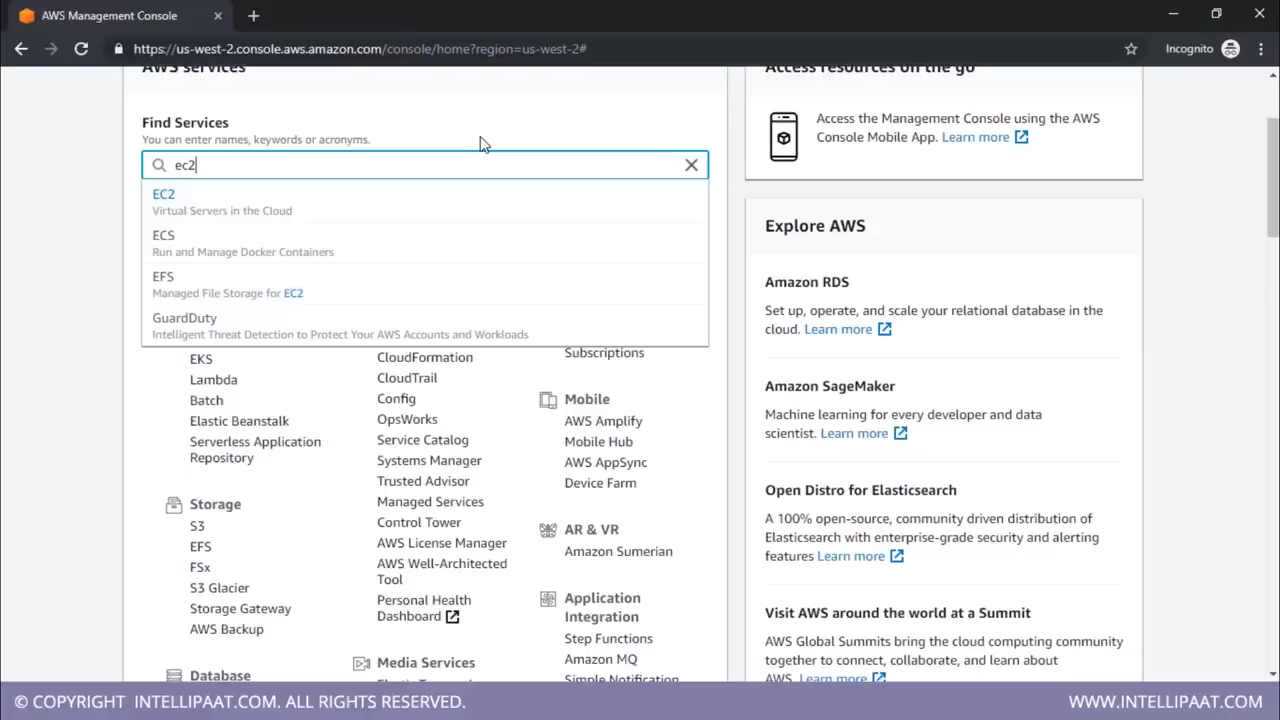 AWS Management Console
https://us-west-2.console.aws.amazon.com/console/home?region=us-west-2#
Incognito
AWS services
Find Services
You can enter names, keywords or acronyms.
ec2
EC2
Virtual Servers in the Cloud
ECS
Run and Manage Docker Containers
EFS
Managed File Storage for EC2
GuardDuty
Intelligent Threat Detection to Protect Your AWS Accounts and Workloads
EKS
Lambda
Batch
Elastic Beanstalk
Serverless Application
Repository
Storage
S3
EFS
FSx
S3 Glacier
Storage Gateway
AWS Backup
Database
CloudFormation
CloudTrail
Config
OpsWorks
Service Catalog
Systems Manager
Trusted Advisor
Managed Services
Control Tower
AWS License Manager
AWS Well-Architected
Tool
Personal Health
Dashboard
Media Services
Subscriptions
Mobile
AWS Amplify
Mobile Hub
AWS AppSync
Device Farm
AR & VR
Amazon Sumerian
Application
Integration
Step Functions
Amazon MQ
Simple Notification
Access resources on the go
Access the Management Console using the AWS
Console Mobile App. Learn more
Explore AWS
Amazon RDS
Set up, operate, and scale your relational database in the
cloud. Learn more
Amazon SageMaker
Machine learning for every developer and data
scientist. Learn more
Open Distro for Elasticsearch
A 100% open-source, community driven distribution of
Elasticsearch with enterprise-grade security and alerting
features Learn more
Visit AWS around the world at a Summit
AWS Global Summits bring the cloud computing community
together to connect, collaborate, and learn about
AWS. Learn more
© COPYRIGHT INTELLIPAAT.COM. ALL RIGHTS RESERVED.
WWW.INTELLIPAAT.COM